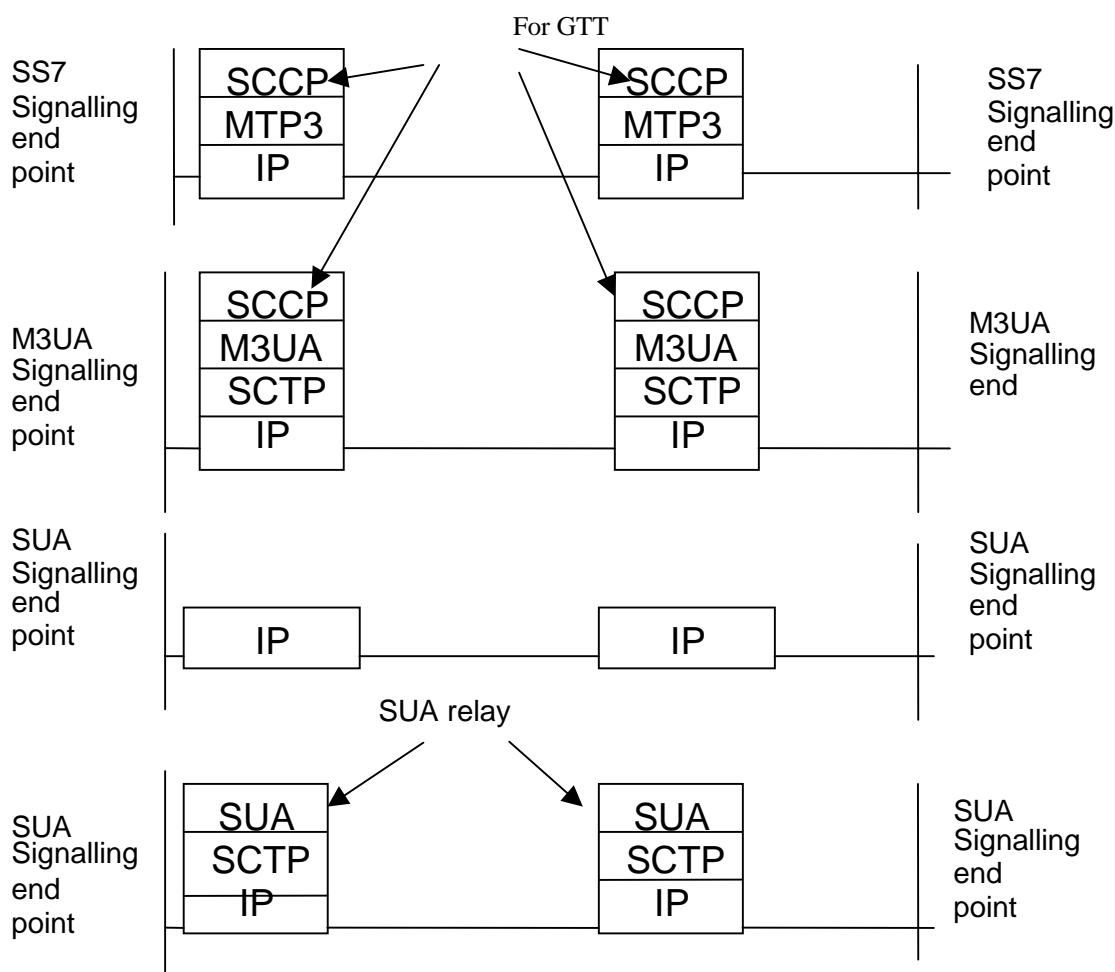 For GTT
SS7
Signalling
end
point
SCCP
MTP3
IP
SCCP
MTP3
IP
SS7
Signalling
end
point
M3UA
Signalling
end
point
SCCP
M3UA
SCTP
IP
SCCP
M3UA
SCTP
IP
M3UA
Signalling
end
SUA
Signalling
end
point
IP
IP
SUA
Signalling
end
point
SUA relay
SUA
Signalling
end
point
SUA
SCTP
IP
SUA
SCTP
IP
SUA
Signalling
end
point